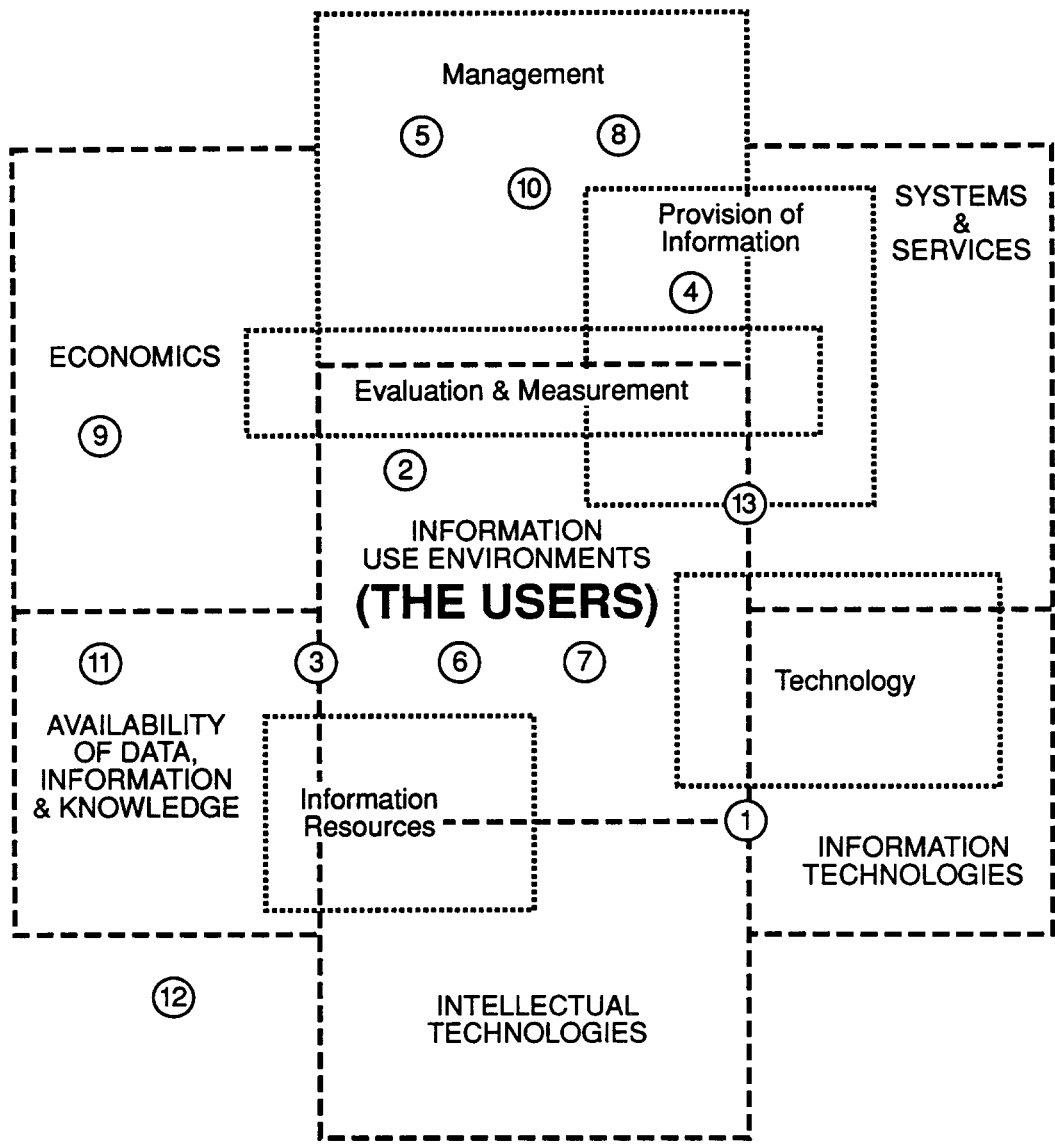 Management
5
8
10
Provision of
Information
SYSTEMS
&
SERVICES
4
ECONOMICS
Evaluation & Measurement
9
2
13
INFORMATION
USE ENVIRONMENTS
(THE USERS)
11
3
6
7
Technology
AVAILABILITY
OF DATA,
INFORMATION
& KNOWLEDGE
Information
Resources
1
INFORMATION
TECHNOLOGIES
12
INTELLECTUAL
TECHNOLOGIES